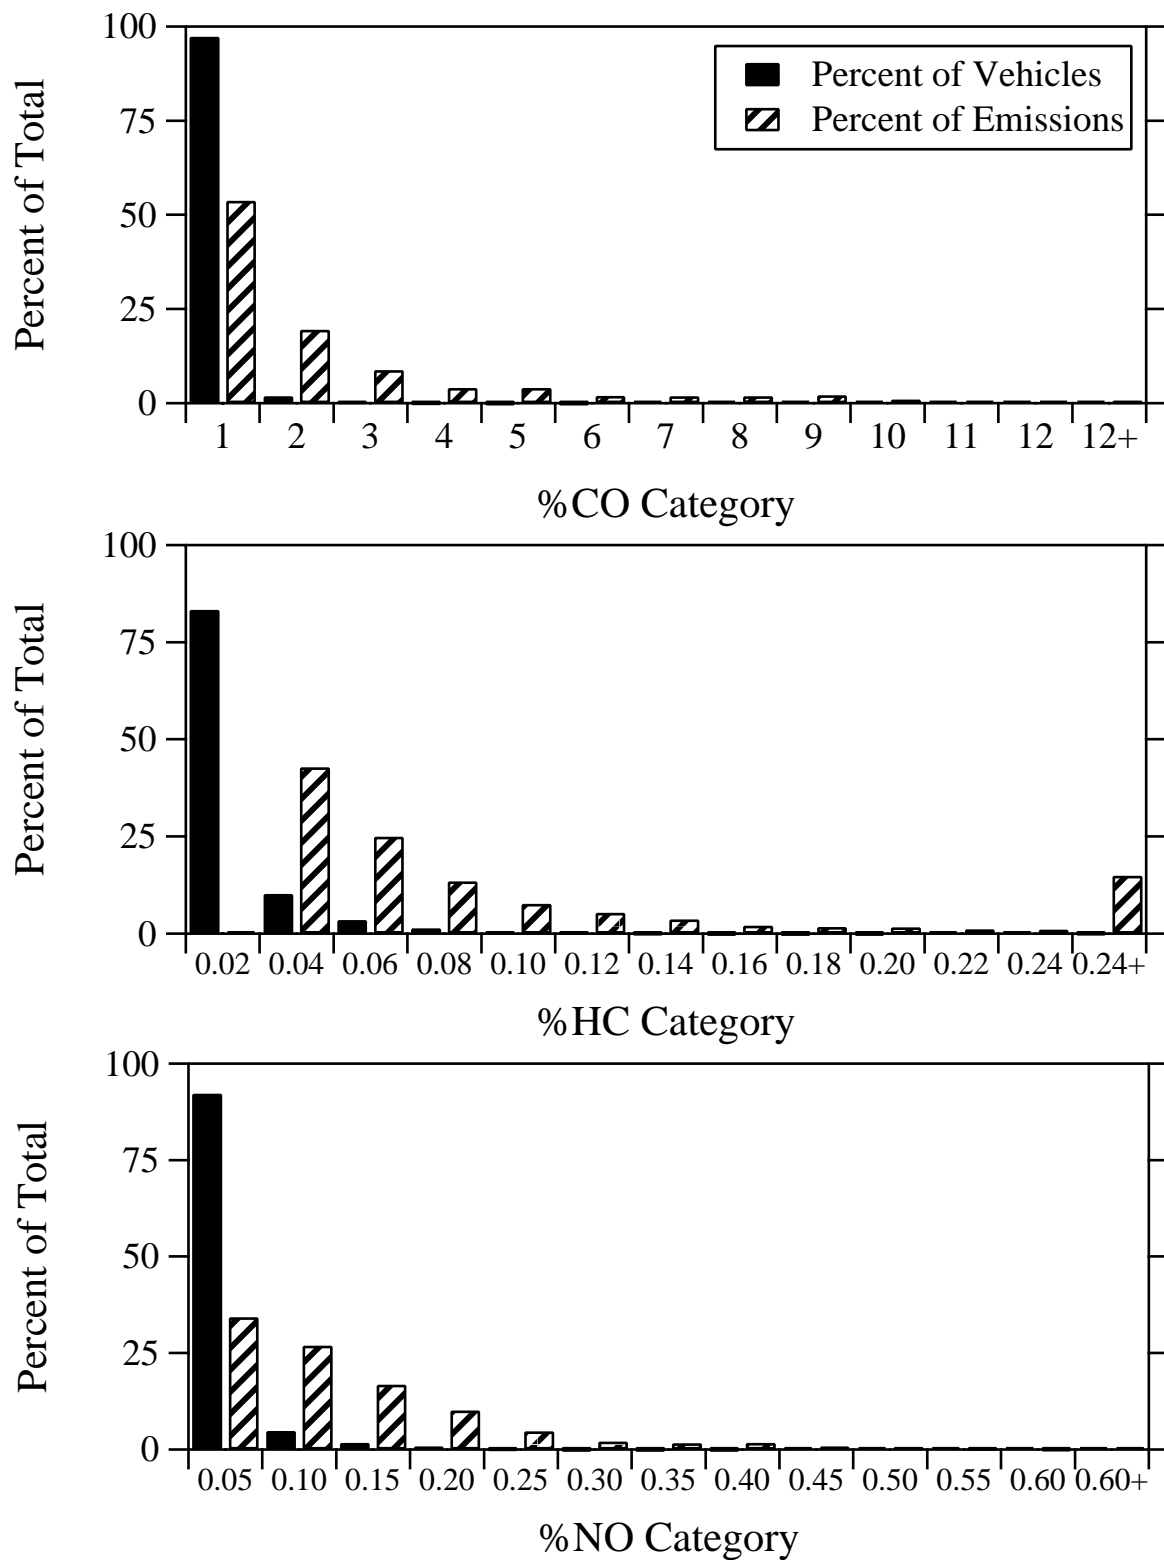 100
75
50
25
0
Percent of Total
Percent of Vehicles
Percent of Emissions
1 2 3 4 5 6 7 8 9 10 11 12 12+
%CO Category
100
75
50
25
0
Percent of Total
0.02 0.04 0.06 0.08 0.10 0.12 0.14 0.16 0.18 0.20 0.22 0.24 0.24+
%HC Category
100
75
50
25
0
Percent of Total
0.05 0.10 0.15 0.20 0.25 0.30 0.35 0.40 0.45 0.50 0.55 0.60 0.60+
%NO Category